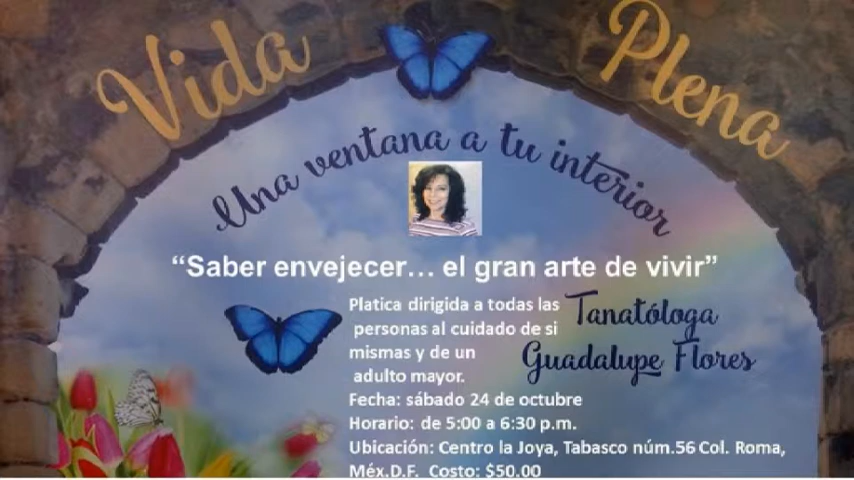 Vida Plena
Una ventana a tu interior
“Saber envejecer... el gran arte de vivir”
Platica dirigida a todas las
personas al cuidado de si
mismas y de un
adulto mayor.
Tanatóloga
Guadalupe Flores
Fecha: sábado 24 de octubre
Horario: de 5:00 a 6:30 p.m.
Ubicación: Centro la Joya, Tabasco núm.56 Col. Roma,
Méx.D.F. Costo: $50.00